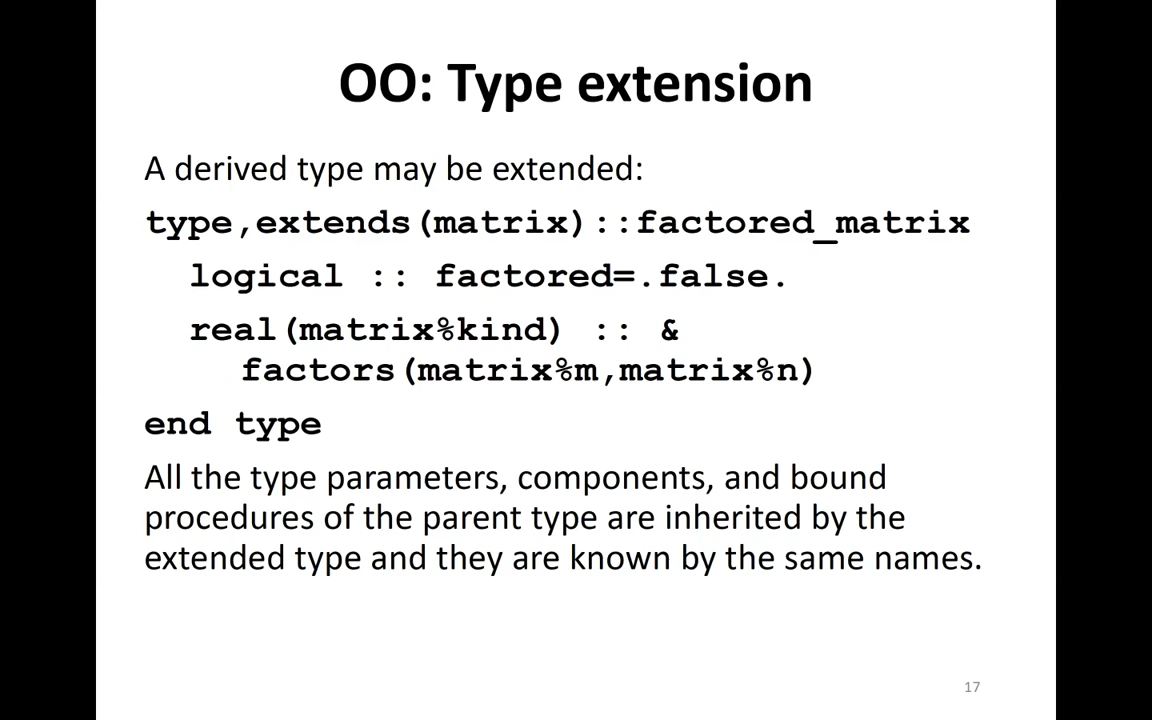 OO: Type extension
A derived type may be extended:
type,extends(matrix)::factored_matrix
logical :: factored=.false.
real(matrix%kind) :: &
factors(matrix%m,matrix%n)
end type
All the type parameters, components, and bound
procedures of the parent type are inherited by the
extended type and they are known by the same names.
17